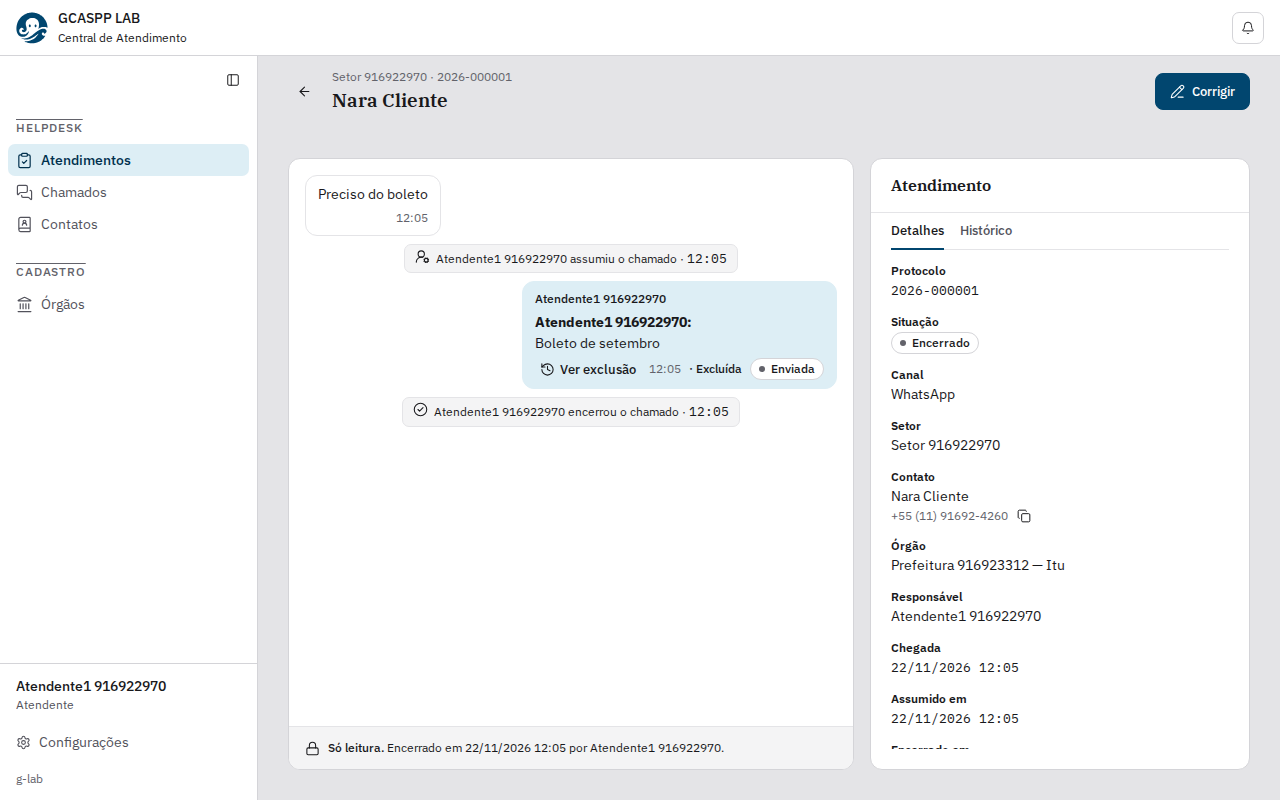 GCASPP LAB
Central de Atendimento
HELPDESK
Atendimentos
Chamados
Contatos
CADASTRO
Órgãos
Atendente1 916922970
Atendente
Configurações
g-lab
Setor 916922970 · 2026-000001
Nara Cliente
Corrigir
Preciso do boleto
12:05
Atendente1 916922970 assumiu o chamado · 12:05
Atendente1 916922970
Atendente1 916922970:
Boleto de setembro
Ver exclusão 12:05 · Excluída Enviada
Atendente1 916922970 encerrou o chamado · 12:05
Só leitura. Encerrado em 22/11/2026 12:05 por Atendente1 916922970.
Atendimento
Detalhes Histórico
Protocolo
2026-000001
Situação
Encerrado
Canal
WhatsApp
Setor
Setor 916922970
Contato
Nara Cliente
+55 (11) 91692-4260
Órgão
Prefeitura 916923312 — Itu
Responsável
Atendente1 916922970
Chegada
22/11/2026 12:05
Assumido em
22/11/2026 12:05